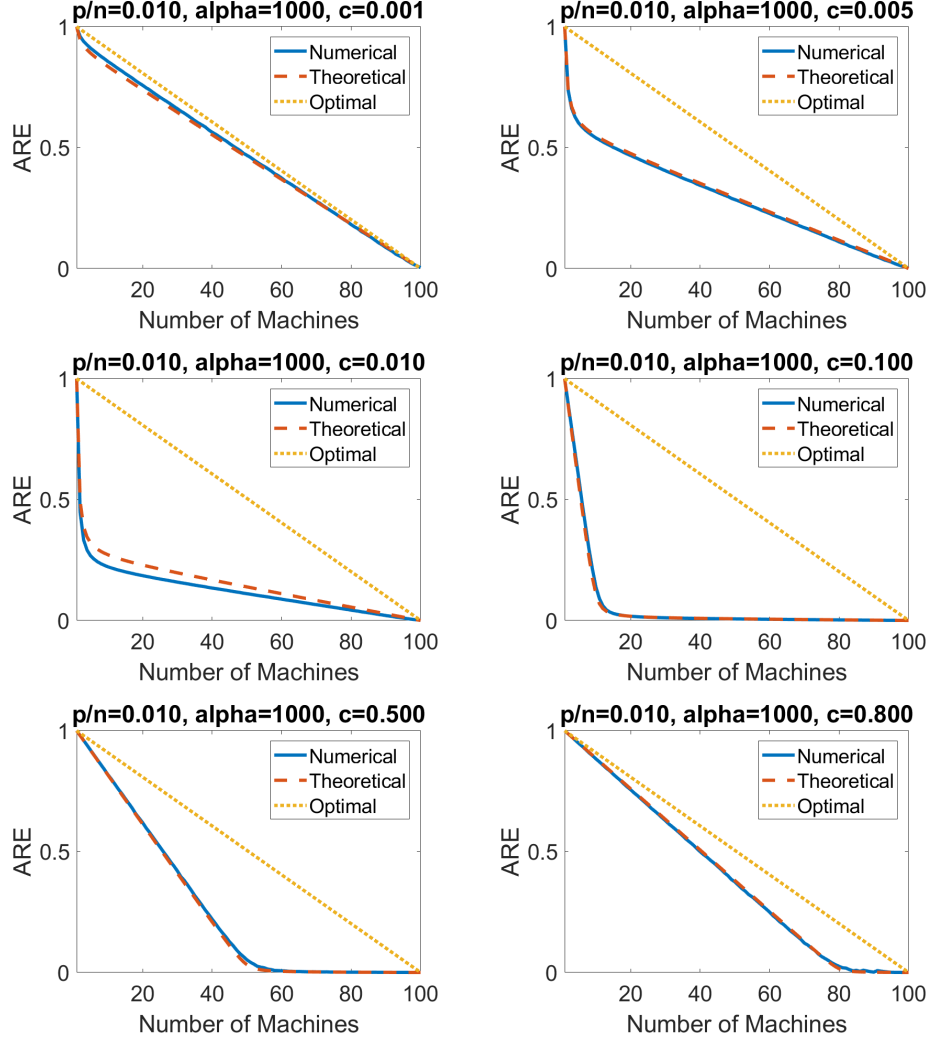 p/n=0.010, alpha=1000, c=0.001
1
0.5
0
ARE
Numerical
Theoretical
Optimal
20 40 60 80 100
Number of Machines
p/n=0.010, alpha=1000, c=0.005
1
0.5
0
ARE
Numerical
Theoretical
Optimal
20 40 60 80 100
Number of Machines
p/n=0.010, alpha=1000, c=0.010
1
0.5
0
ARE
Numerical
Theoretical
Optimal
20 40 60 80 100
Number of Machines
p/n=0.010, alpha=1000, c=0.100
1
0.5
0
ARE
Numerical
Theoretical
Optimal
20 40 60 80 100
Number of Machines
p/n=0.010, alpha=1000, c=0.500
1
0.5
0
ARE
Numerical
Theoretical
Optimal
20 40 60 80 100
Number of Machines
p/n=0.010, alpha=1000, c=0.800
1
0.5
0
ARE
Numerical
Theoretical
Optimal
20 40 60 80 100
Number of Machines